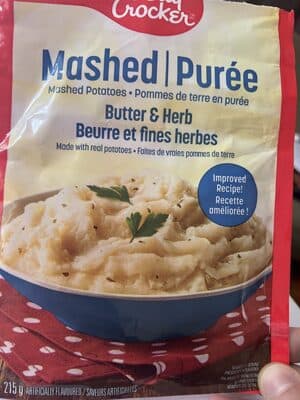 Crocker™
Mashed | Purée
Mashed Potatoes • Pommes de terre en purée
Butter & Herb
Beurre et fines herbes
Made with real potatoes • Faites de vraies pommes de terre
Improved
Recipe!
Recette
améliorée !
215 g ARTIFICIALLY FLAVOURED / SAVEURS ARTIFICIELLES